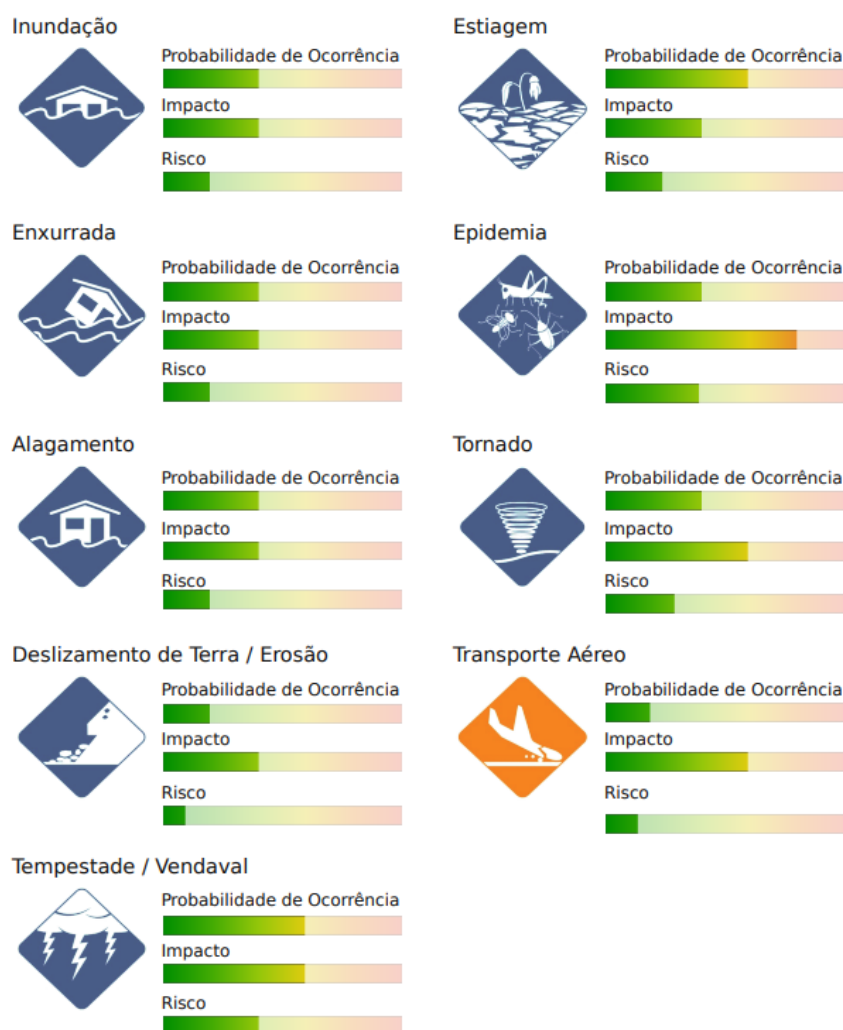 Inundação
Probabilidade de Ocorrência
Impacto
Risco
Estiagem
Probabilidade de Ocorrência
Impacto
Risco
Enxurrada
Probabilidade de Ocorrência
Impacto
Risco
Epidemia
Probabilidade de Ocorrência
Impacto
Risco
Alagamento
Probabilidade de Ocorrência
Impacto
Risco
Tornado
Probabilidade de Ocorrência
Impacto
Risco
Deslizamento de Terra / Erosão
Probabilidade de Ocorrência
Impacto
Risco
Transporte Aéreo
Probabilidade de Ocorrência
Impacto
Risco
Tempestade / Vendaval
Probabilidade de Ocorrência
Impacto
Risco